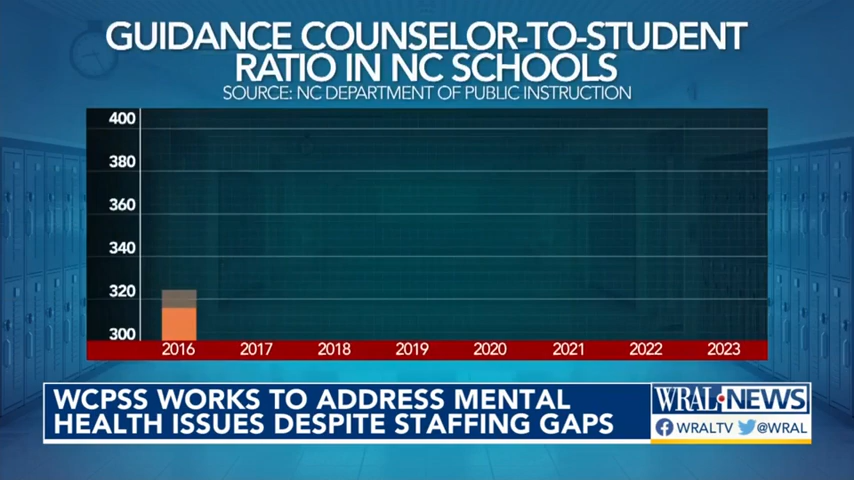 GUIDANCE COUNSELOR-TO-STUDENT
RATIO IN NC SCHOOLS
SOURCE: NC DEPARTMENT OF PUBLIC INSTRUCTION
400
380
360
340
320
300
2016 2017 2018 2019 2020 2021 2022 2023
WCPSS WORKS TO ADDRESS MENTAL
HEALTH ISSUES DESPITE STAFFING GAPS
WRAL NEWS
WRALTV @WRAL